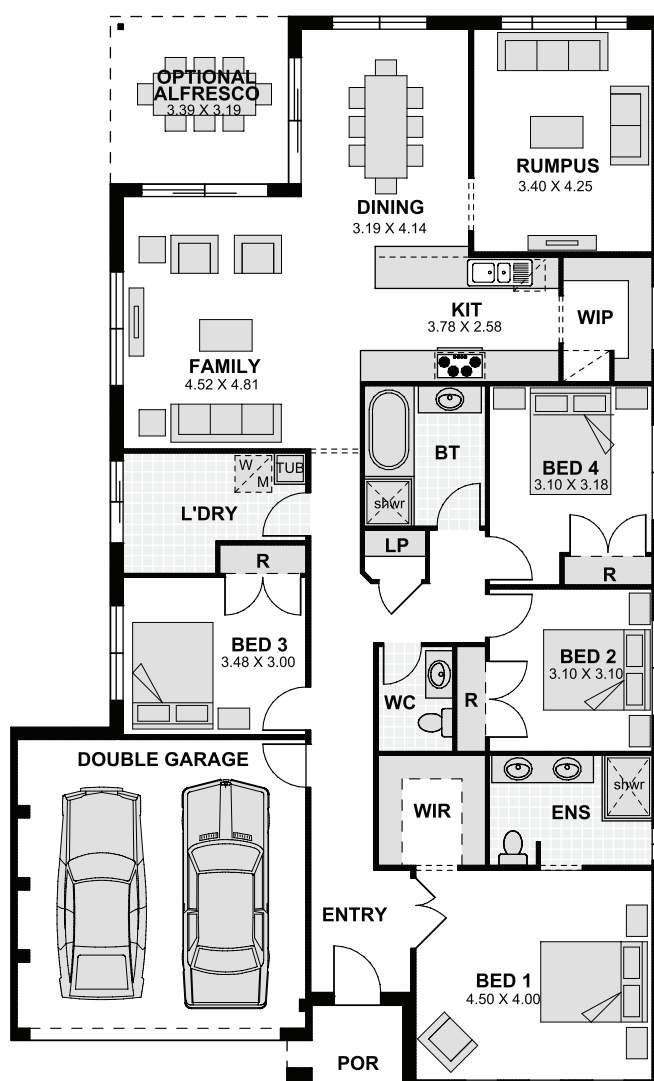 OPTIONAL
ALFRESCO
3.39 X 3.19
RUMPUS
3.40 X 4.25
DINING
3.19 X 4.14
KIT
3.78 X 2.58
WIP
FAMILY
4.52 X 4.81
BT
BED 4
3.10 X 3.18
W
M
TUB
shwr
L'DRY
LP
R
R
BED 3
3.48 X 3.00
BED 2
3.10 X 3.10
WC
R
DOUBLE GARAGE
WIR
ENS
shwr
ENTRY
BED 1
4.50 X 4.00
POR